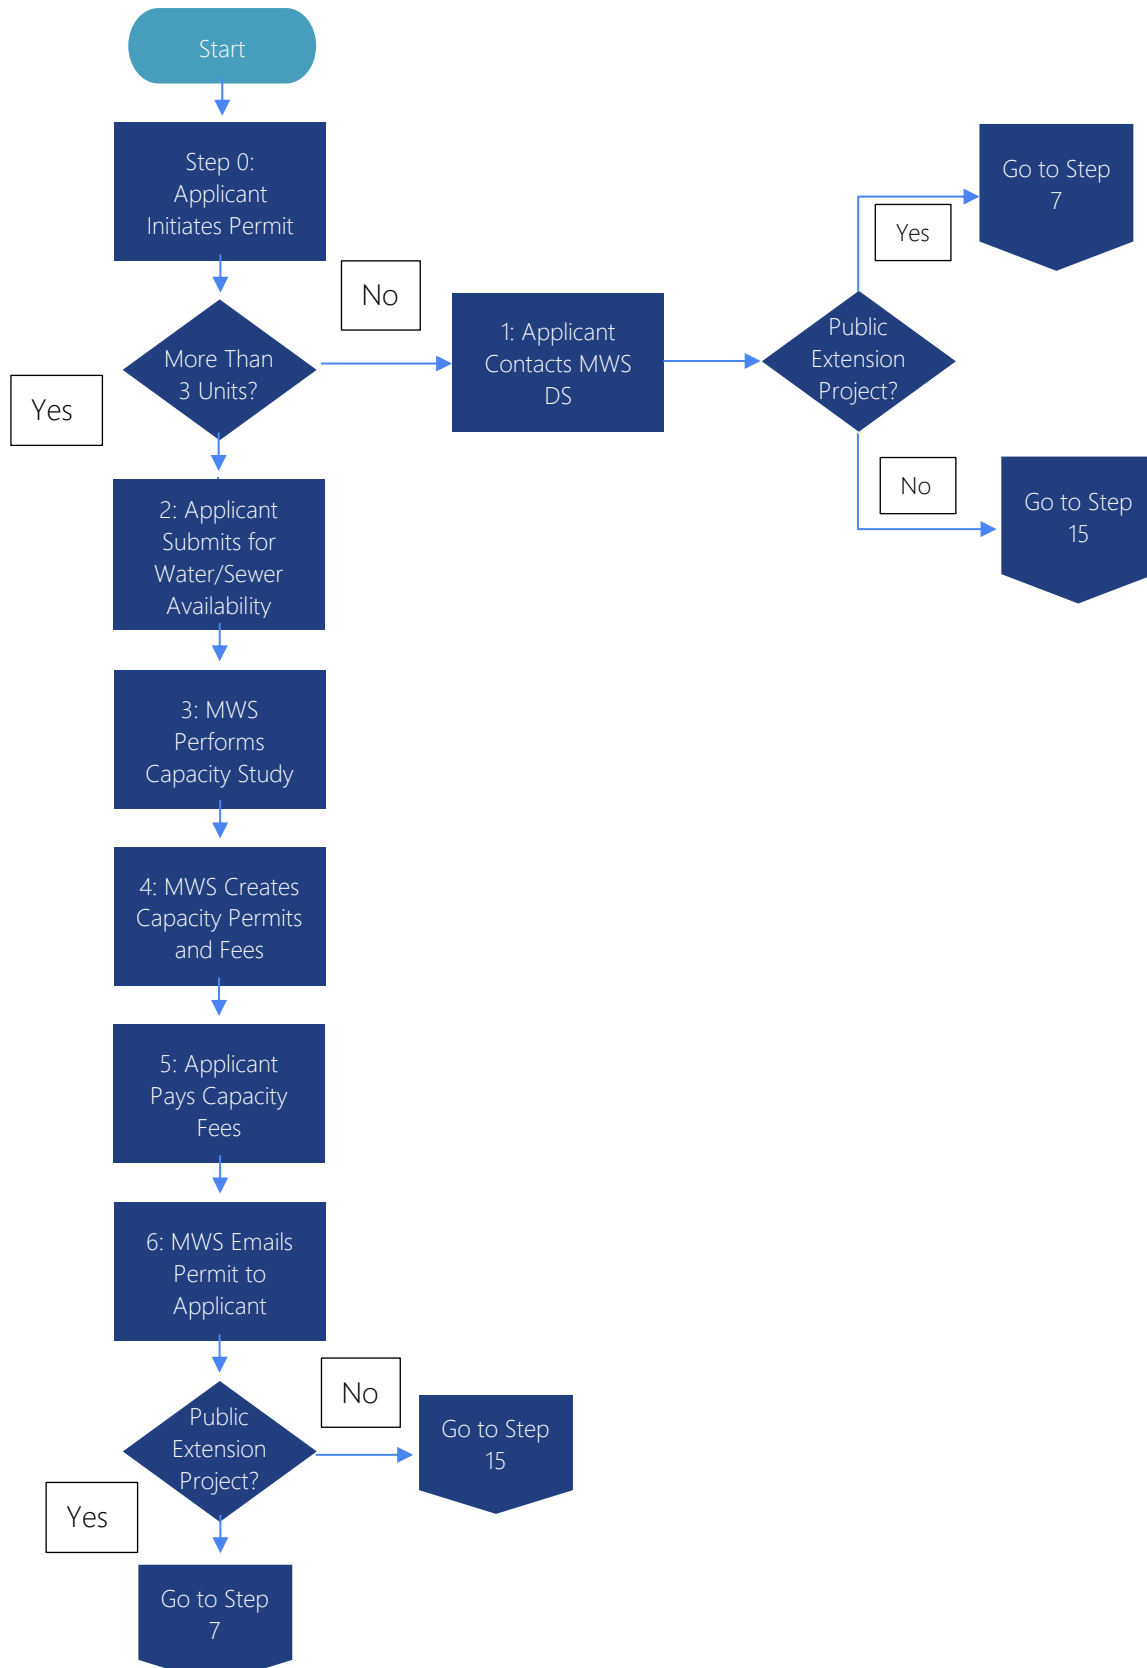 Start
Step 0:
Applicant
Initiates Permit
Go to Step
7
Yes
No
More Than
3 Units?
1: Applicant
Contacts MWS
DS
Public
Extension
Project?
Yes
No
Go to Step
15
2: Applicant
Submits for
Water/Sewer
Availability
3: MWS
Performs
Capacity Study
4: MWS Creates
Capacity Permits
and Fees
5: Applicant
Pays Capacity
Fees
6: MWS Emails
Permit to
Applicant
No
Public
Extension
Project?
Go to Step
15
Yes
Go to Step
7